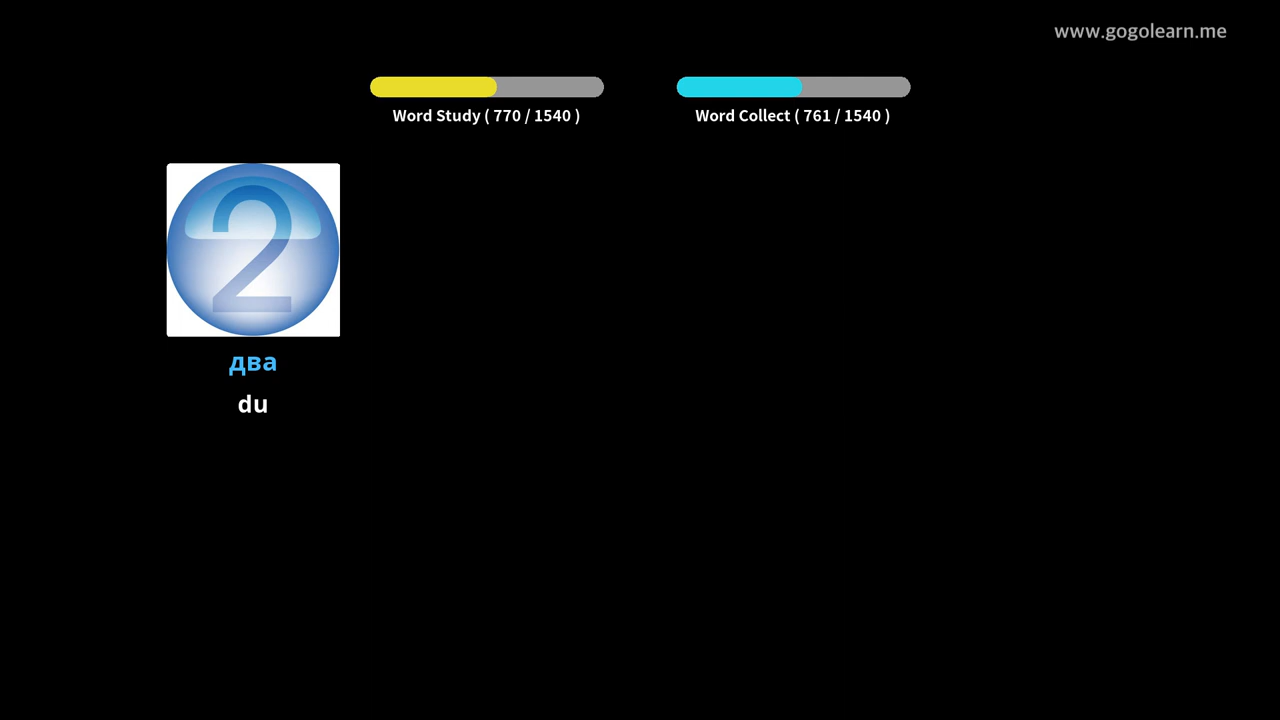 www.gogolearn.me
Word Study ( 770 / 1540 )
Word Collect ( 761 / 1540 )
2
два
du